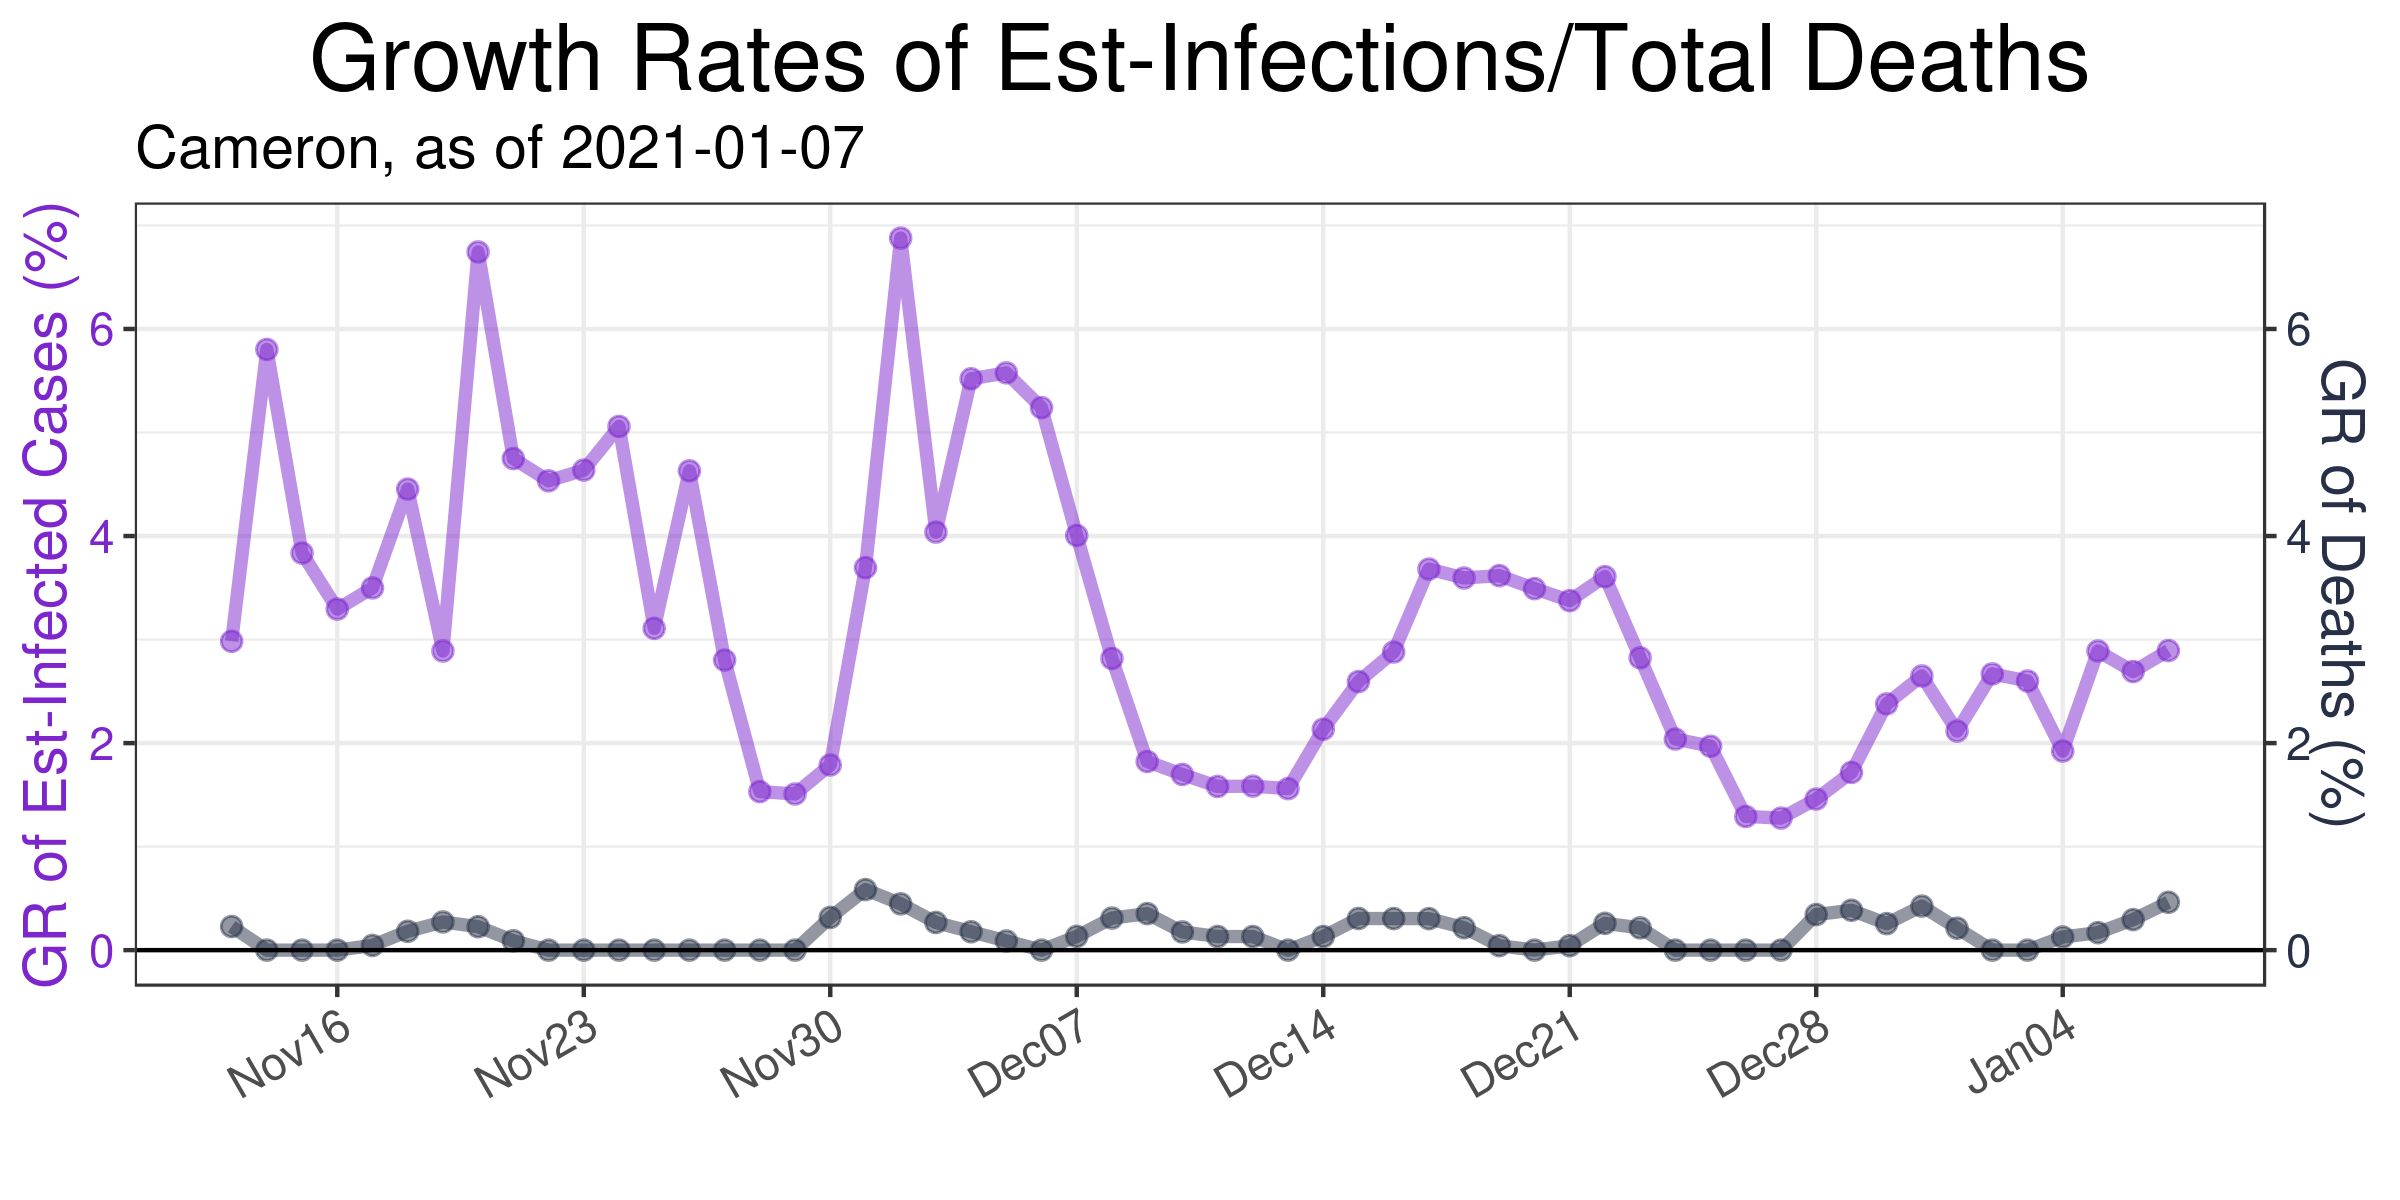 Growth Rates of Est-Infections/Total Deaths
Cameron, as of 2021-01-07
GR of Est-Infected Cases (%)
6
4
2
0
6
4
2
0
GR of Deaths (%)
Nov16
Nov23
Nov30
Dec07
Dec14
Dec21
Dec28
Jan04